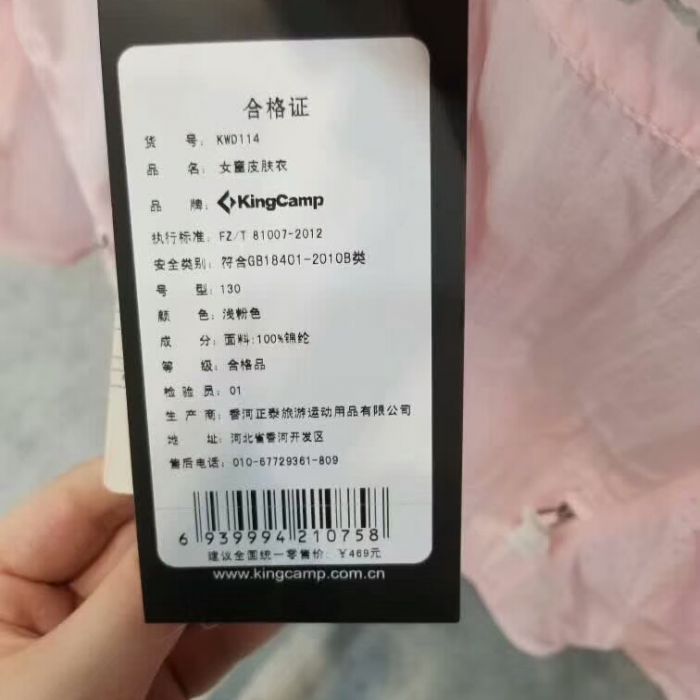 合格证
货 号: KWD114
品 名: 女童皮肤衣
品 牌: KingCamp
执行标准: FZ/T 81007-2012
安全类别: 符合GB18401-2010B类
号 型: 130
颜 色: 浅粉色
成 分: 面料:100%锦纶
等 级: 合格品
检 验 员: 01
生 产 商: 香河正泰旅游运动用品有限公司
地 址: 河北省香河开发区
售后电话: 010-67729361-809
6 939994 210758
建议全国统一零售价: ¥469元
www.kingcamp.com.cn